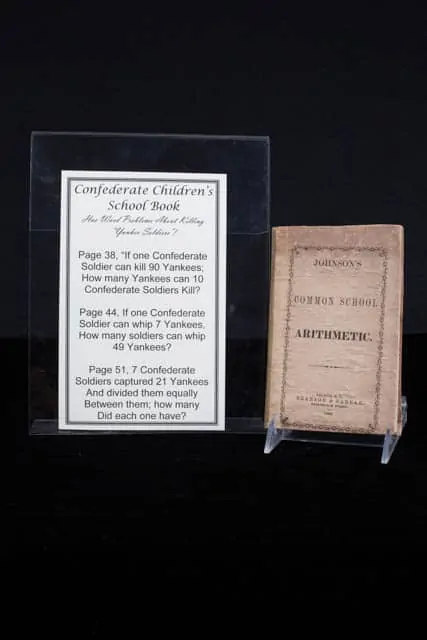 Confederate Children's
School Book
Has Word Problems About Killing
"Yankee Soldiers"!
Page 38, "If one Confederate
Soldier can kill 90 Yankees;
How many Yankees can 10
Confederate Soldiers Kill?
Page 44, If one Confederate
Soldier can whip 7 Yankees,
How many soldiers can whip
49 Yankees?
Page 51, 7 Confederate
Soldiers captured 21 Yankees
And divided them equally
Between them; how many
Did each one have?
JOHNSON'S
COMMON SCHOOL
ARITHMETIC.
RALEIGH, N. C.
BRANSON & FARRAR,